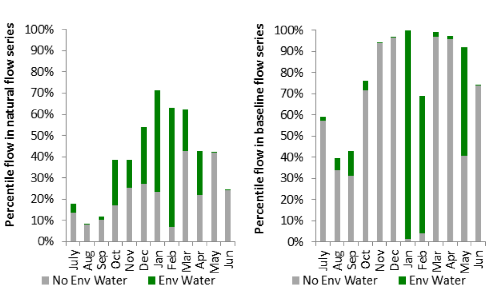 Percentile flow in natural flow series
100%
90%
80%
70%
60%
50%
40%
30%
20%
10%
0%
July
Aug
Sep
Oct
Nov
Dec
Jan
Feb
Mar
Apr
May
Jun
No Env Water
Env Water
Percentile flow in baseline flow series
100%
90%
80%
70%
60%
50%
40%
30%
20%
10%
0%
July
Aug
Sep
Oct
Nov
Dec
Jan
Feb
Mar
Apr
May
Jun
No Env Water
Env Water